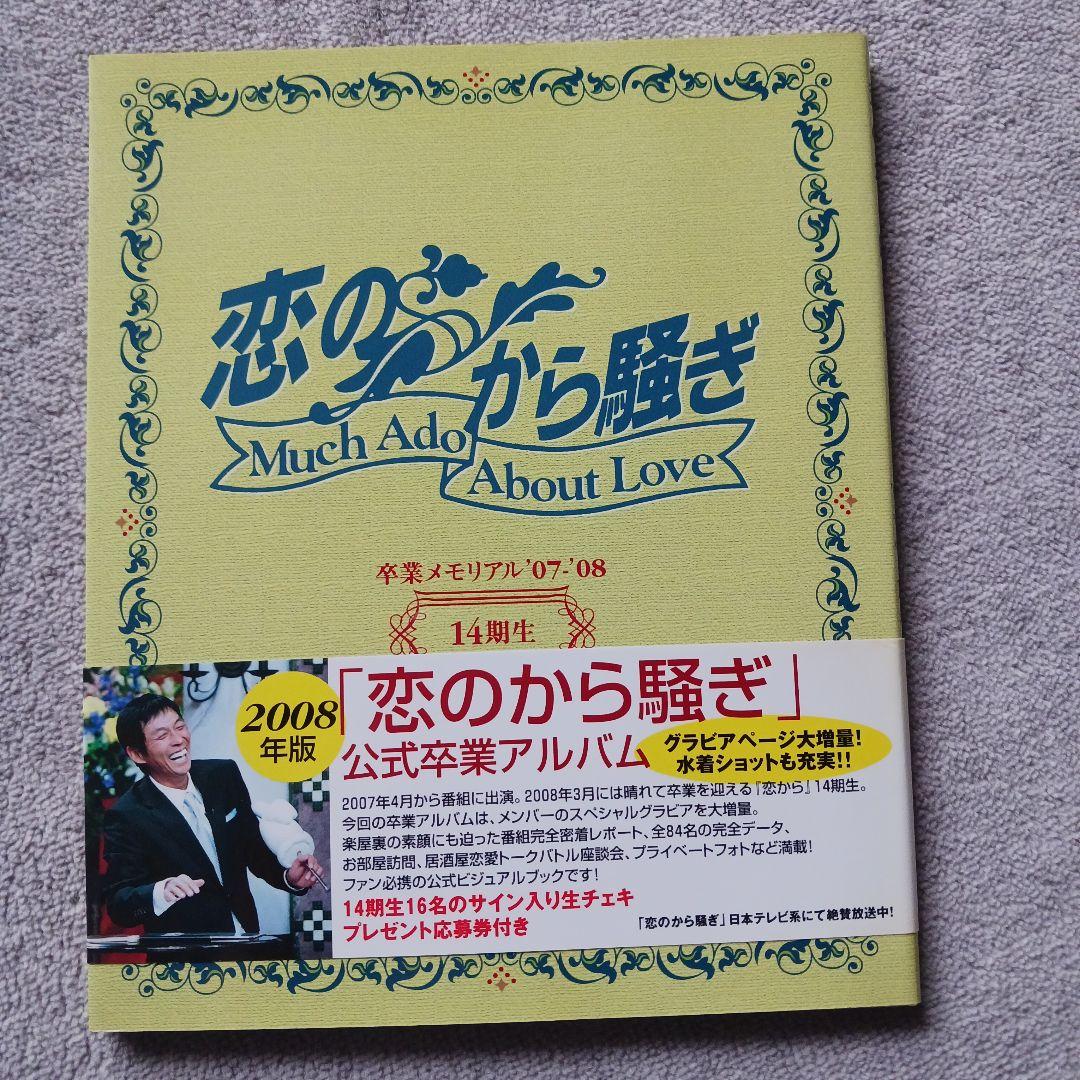 恋の
から騒ぎ
Much Ado
About Love
卒業メモリアル'07-'08
14期生
2008
年版
「恋のから騒ぎ」
公式卒業アルバム
グラビアページ大増量!
水着ショットも充実!!
2007年4月から番組に出演。2008年3月には晴れて卒業を迎える『恋から』14期生。
今回の卒業アルバムは、メンバーのスペシャルグラビアを大増量。
楽屋裏の素顔にも迫った番組完全密着レポート、全84名の完全データ、
お部屋訪問、居酒屋恋愛トークバトル座談会、プライベートフォトなど満載!
ファン必携の公式ビジュアルブックです!
14期生16名のサイン入り生チェキ
プレゼント応募券付き
「恋のから騒ぎ」日本テレビ系にて絶賛放送中!